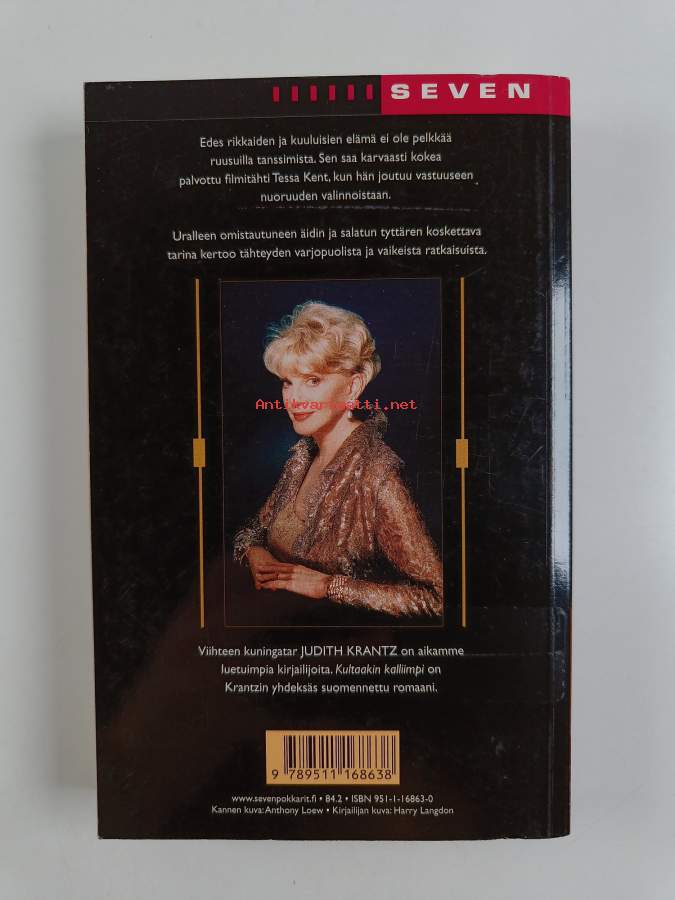 SEVEN
Edes rikkaiden ja kuuluisien elämä ei ole pelkkää
ruusuilla tanssimista. Sen saa karvaasti kokea
palvottu filmitähti Tessa Kent, kun hän joutuu vastuuseen
nuoruuden valinnoistaan.
Uralleen omistautuneen äidin ja salatun tyttären koskettava
tarina kertoo tähteyden varjopuolista ja vaikeista ratkaisuista.
Antikvariaatti.net
Viihteen kuningatar JUDITH KRANTZ on aikamme
luetuimpia kirjailijoita. Kultaakin kalliimpi on
Krantzin yhdeksäs suomennettu romaani.
9 789511 168638
www.sevenpokkarit.fi • 84.2 • ISBN 951-1-16863-0
Kannen kuva: Anthony Loew • Kirjailijan kuva: Harry Langdon